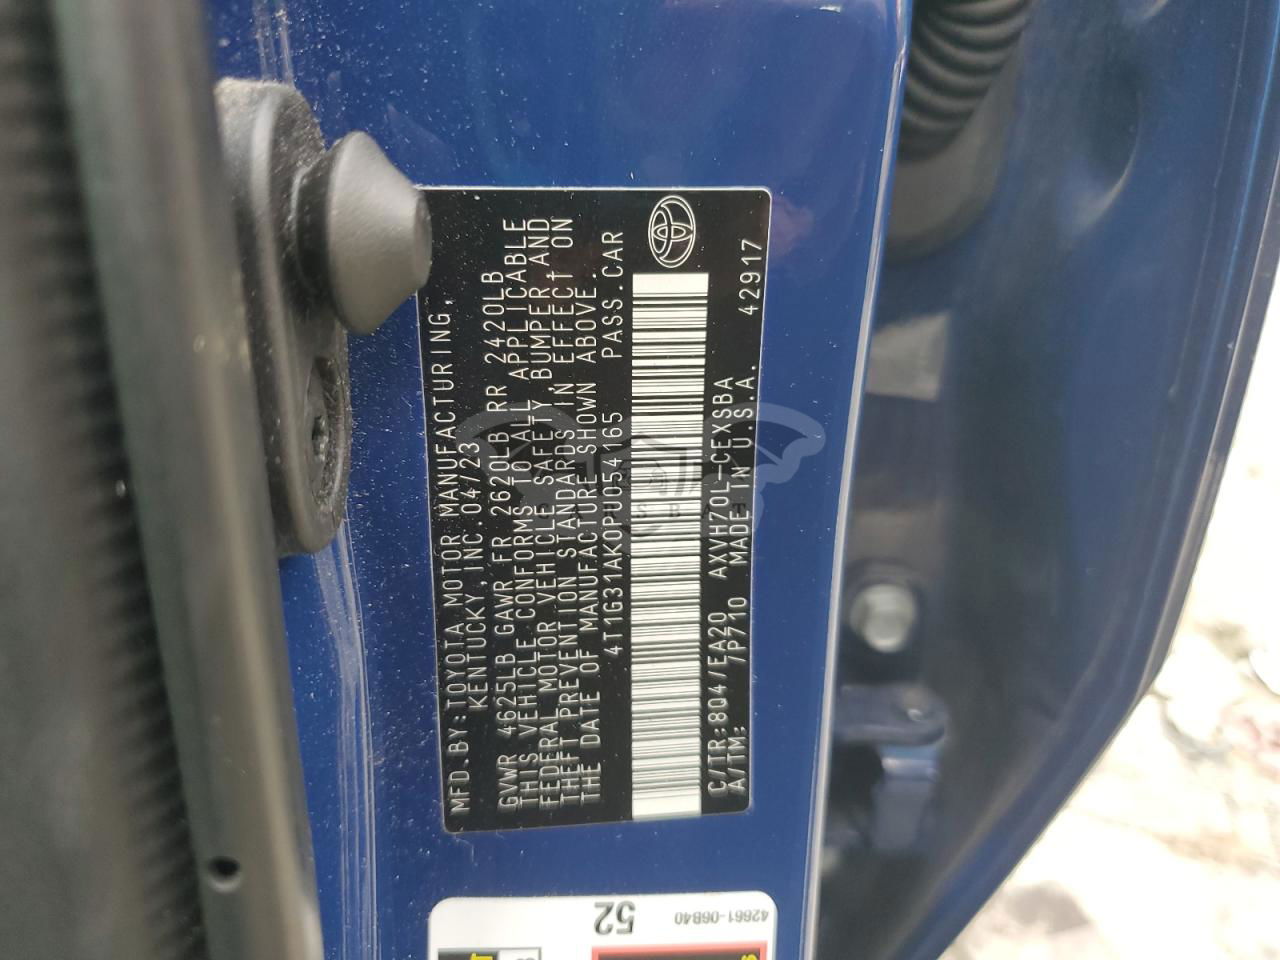 MFD.BY:TOYOTA MOTOR MANUFACTURING,
KENTUCKY, INC.04/23
GVWR 4625LB GAWR FR 2620LB RR 2420LB
THIS VEHICLE CONFORMS TO ALL APPLICABLE
FEDERAL MOTOR VEHICLE SAFETY,BUMPER AND
THEFT PREVENTION STANDARDS IN EFFECT ON
THE DATE OF MANUFACTURE SHOWN ABOVE.
4T1G31AK0PU054165 PASS.CAR
C/TR:804/EA20 AXVH70L-CEXSBA
A/TM: /P710 MADE IN U.S.A. 42917
52
42661-06B40